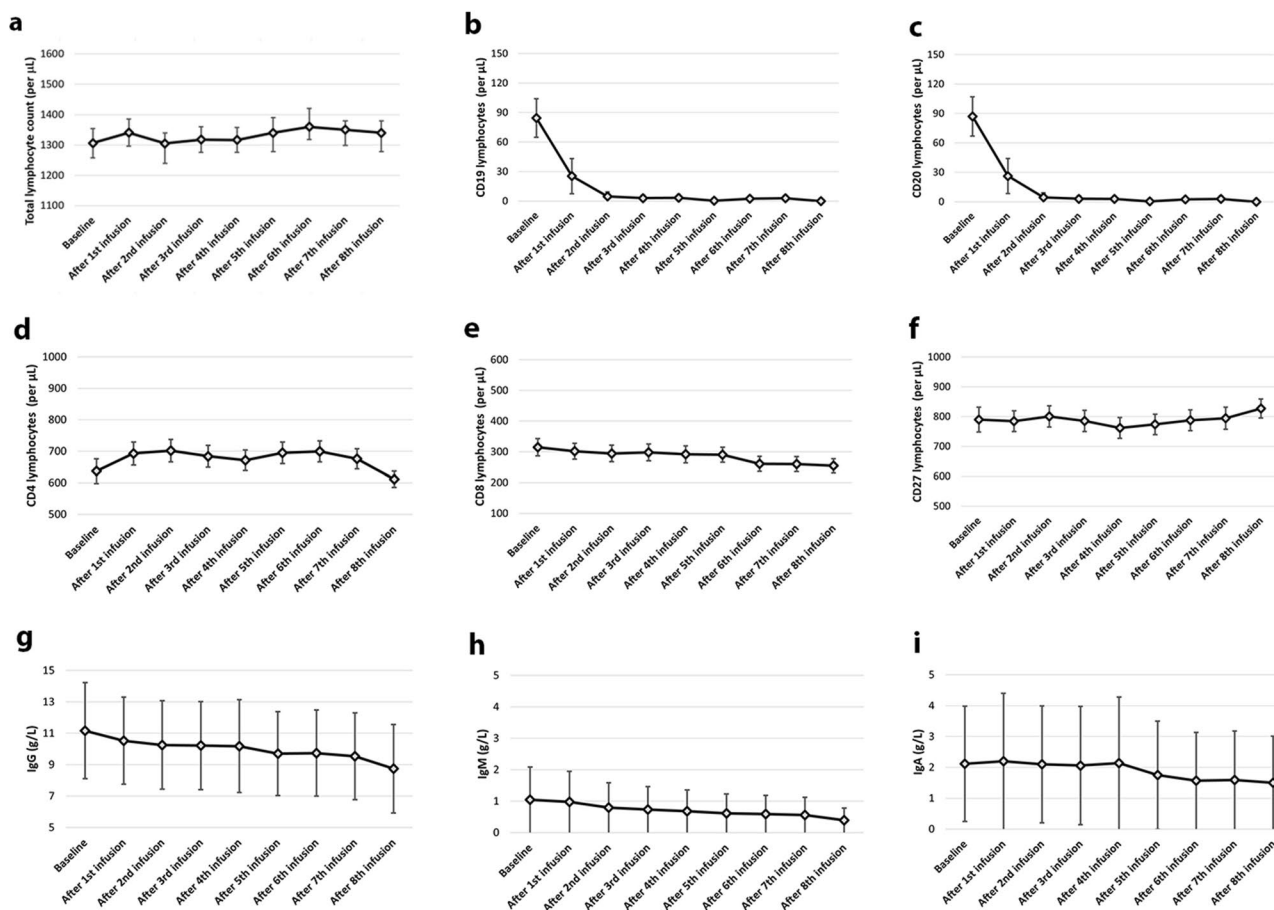 a
Total lymphocyte count (per µL)
1600
1500
1400
1300
1200
1100
Baseline
After 1st infusion
After 2nd infusion
After 3rd infusion
After 4th infusion
After 5th infusion
After 6th infusion
After 7th infusion
After 8th infusion
b
CD19 lymphocytes (per µL)
150
120
90
60
30
0
Baseline
After 1st infusion
After 2nd infusion
After 3rd infusion
After 4th infusion
After 5th infusion
After 6th infusion
After 7th infusion
After 8th infusion
c
CD20 lymphocytes (per µL)
150
120
90
60
30
0
Baseline
After 1st infusion
After 2nd infusion
After 3rd infusion
After 4th infusion
After 5th infusion
After 6th infusion
After 7th infusion
After 8th infusion
d
CD4 lymphocytes (per µL)
1000
900
800
700
600
500
Baseline
After 1st infusion
After 2nd infusion
After 3rd infusion
After 4th infusion
After 5th infusion
After 6th infusion
After 7th infusion
After 8th infusion
e
CD8 lymphocytes (per µL)
600
500
400
300
200
100
Baseline
After 1st infusion
After 2nd infusion
After 3rd infusion
After 4th infusion
After 5th infusion
After 6th infusion
After 7th infusion
After 8th infusion
f
CD27 lymphocytes (per µL)
1000
900
800
700
600
500
Baseline
After 1st infusion
After 2nd infusion
After 3rd infusion
After 4th infusion
After 5th infusion
After 6th infusion
After 7th infusion
After 8th infusion
g
IgG (g/L)
15
13
11
9
7
5
Baseline
After 1st infusion
After 2nd infusion
After 3rd infusion
After 4th infusion
After 5th infusion
After 6th infusion
After 7th infusion
After 8th infusion
h
IgM (g/L)
5
4
3
2
1
0
Baseline
After 1st infusion
After 2nd infusion
After 3rd infusion
After 4th infusion
After 5th infusion
After 6th infusion
After 7th infusion
After 8th infusion
i
IgA (g/L)
5
4
3
2
1
0
Baseline
After 1st infusion
After 2nd infusion
After 3rd infusion
After 4th infusion
After 5th infusion
After 6th infusion
After 7th infusion
After 8th infusion